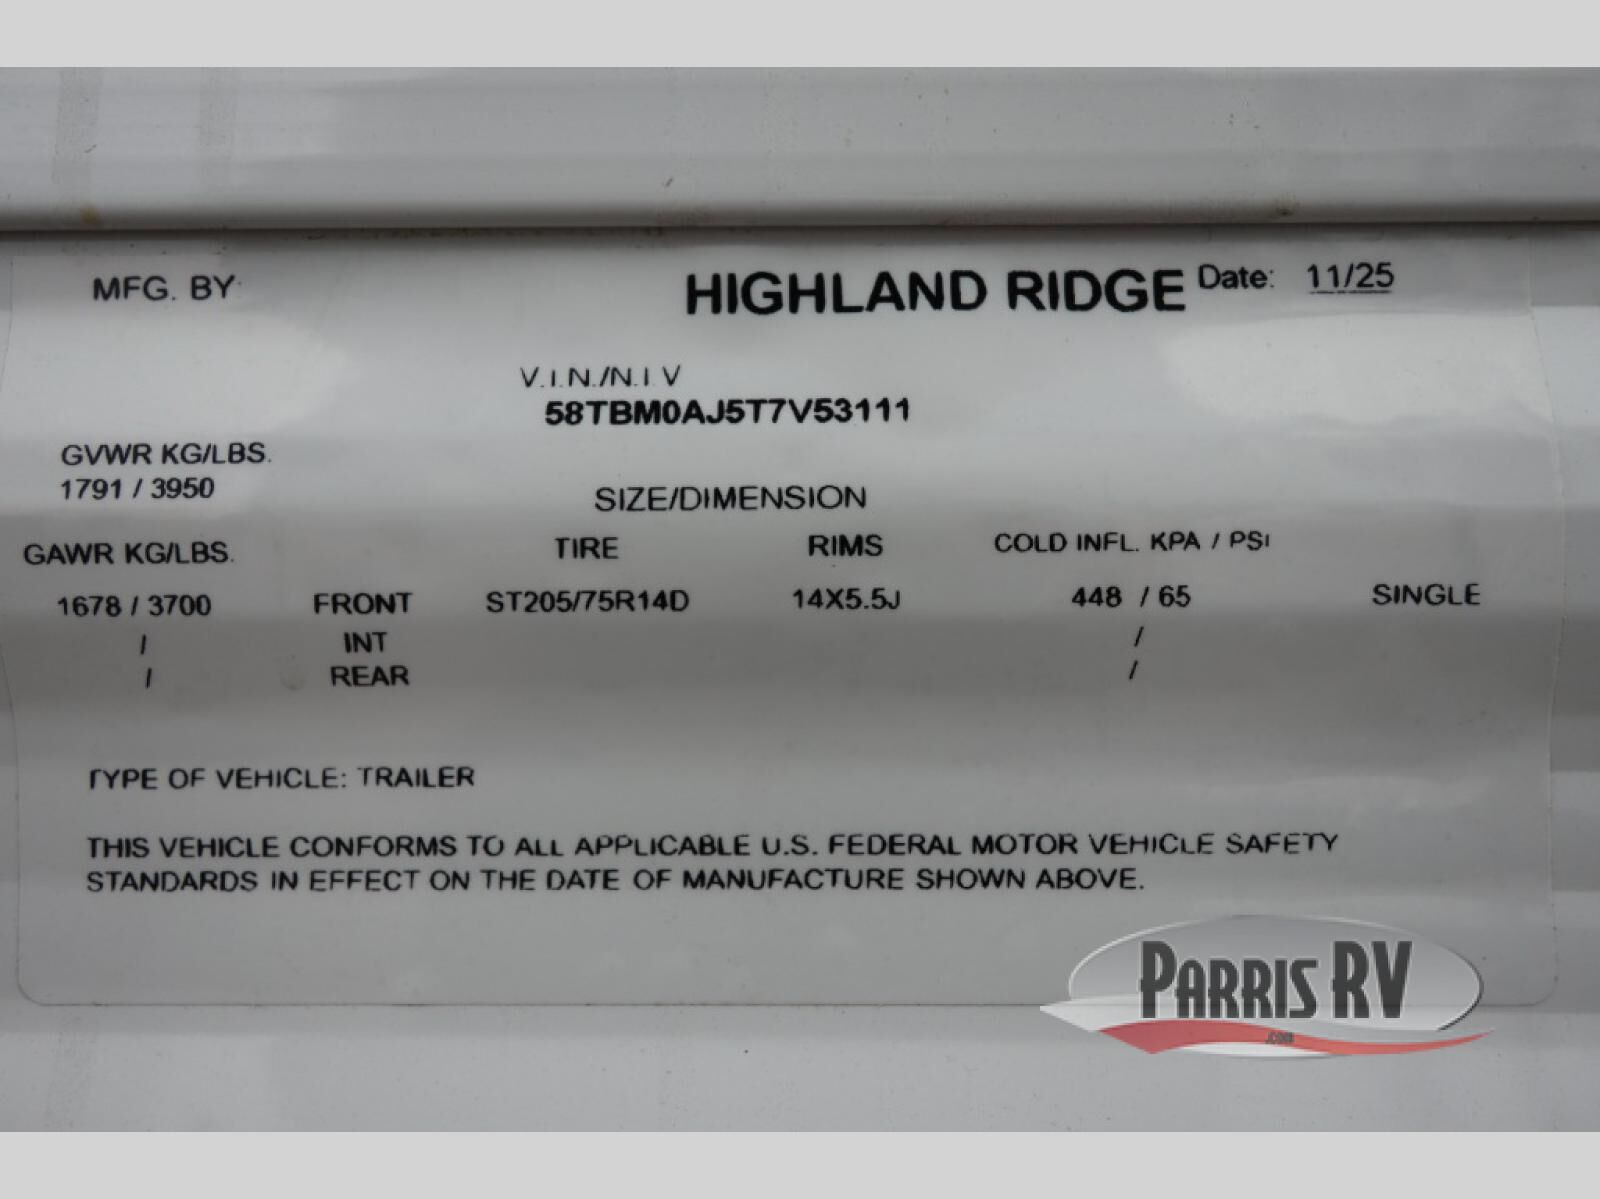 MFG. BY: HIGHLAND RIDGE Date: 11/25
V.I.N./N.I.V
58TBM0AJ5T7V53111
GVWR KG/LBS.
1791 / 3950
SIZE/DIMENSION
GAWR KG/LBS. TIRE RIMS COLD INFL. KPA / PSI
1678 / 3700 FRONT ST205/75R14D 14X5.5J 448 / 65 SINGLE
/ INT /
/ REAR /
TYPE OF VEHICLE: TRAILER
THIS VEHICLE CONFORMS TO ALL APPLICABLE U.S. FEDERAL MOTOR VEHICLE SAFETY
STANDARDS IN EFFECT ON THE DATE OF MANUFACTURE SHOWN ABOVE.
PARRIS RV
.COM